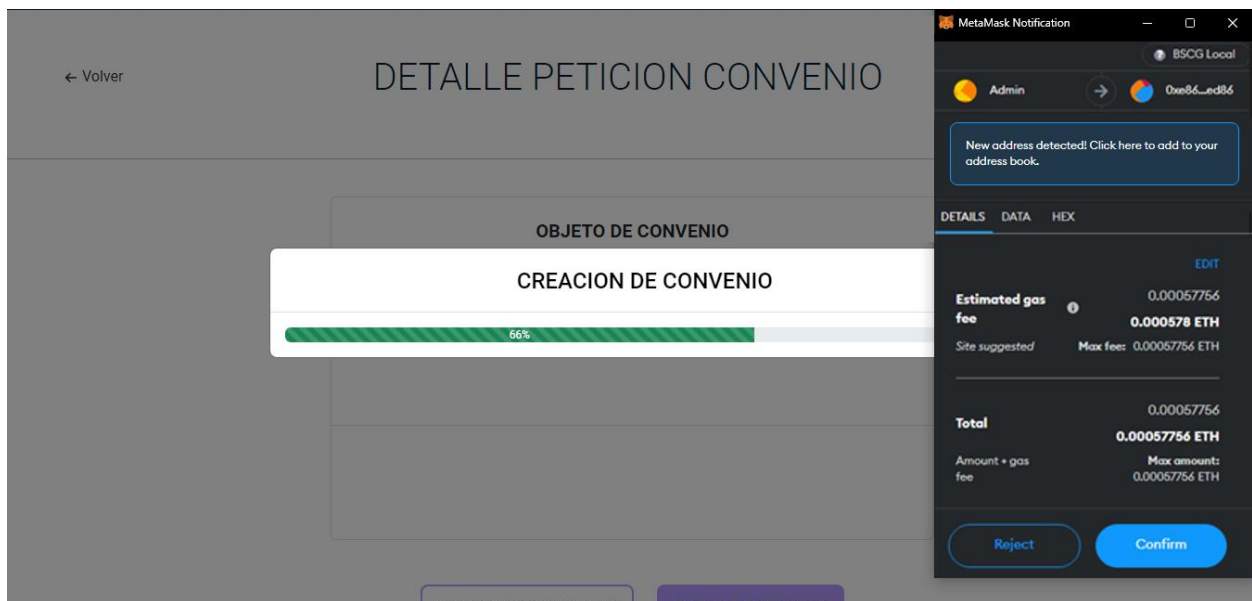 ← Volver
DETALLE PETICION CONVENIO
OBJETO DE CONVENIO
CREACION DE CONVENIO
66%
MetaMask Notification
BSCG Local
Admin
0xe86...ed86
New address detected! Click here to add to your
address book.
DETAILS DATA HEX
EDIT
Estimated gas
fee
0.00057756
0.000578 ETH
Site suggested
Max fee: 0.00057756 ETH
Total
0.00057756
0.00057756 ETH
Amount + gas
fee
Max amount:
0.00057756 ETH
Reject
Confirm